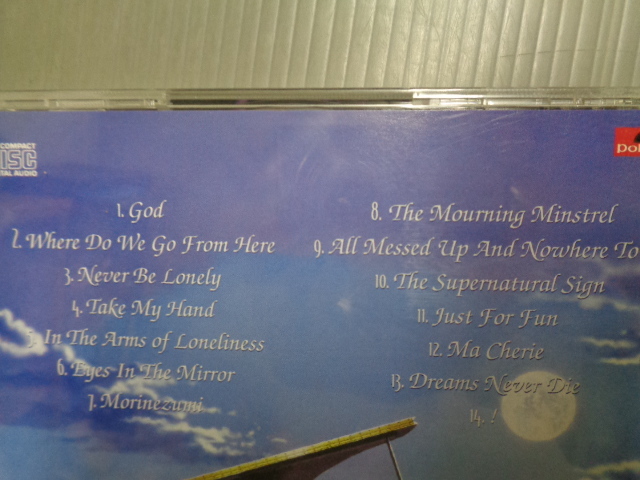 COMPACT
DISC
DIGITAL AUDIO
1. God
2. Where Do We Go From Here
3. Never Be Lonely
4. Take My Hand
5. In The Arms of Loneliness
6. Eyes In The Mirror
7. Morinezumi
8. The Mourning Minstrel
9. All Messed Up And Nowhere To
10. The Supernatural Sign
11. Just For Fun
12. Ma Cherie
13. Dreams Never Die
14. !